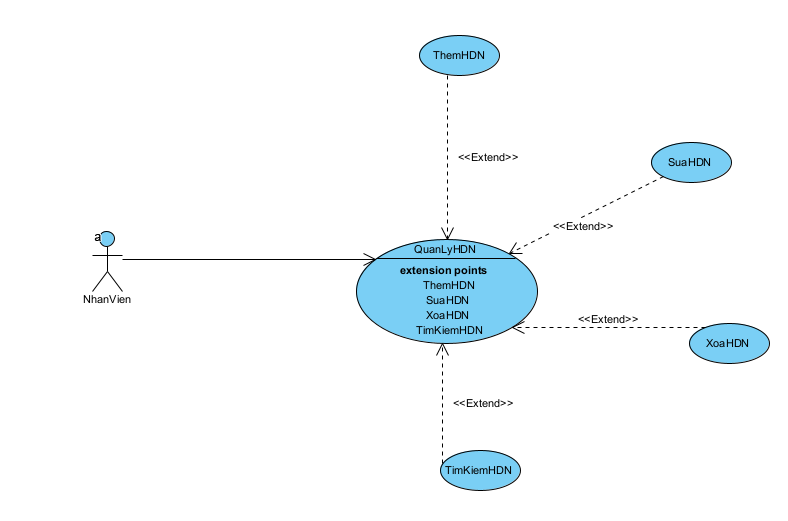 ThemHDN
<<Extend>>
SuaHDN
<<Extend>>
a
NhanVien
QuanLyHDN
extension points
ThemHDN
SuaHDN
XoaHDN
TimKiemHDN
<<Extend>>
XoaHDN
<<Extend>>
TimKiemHDN